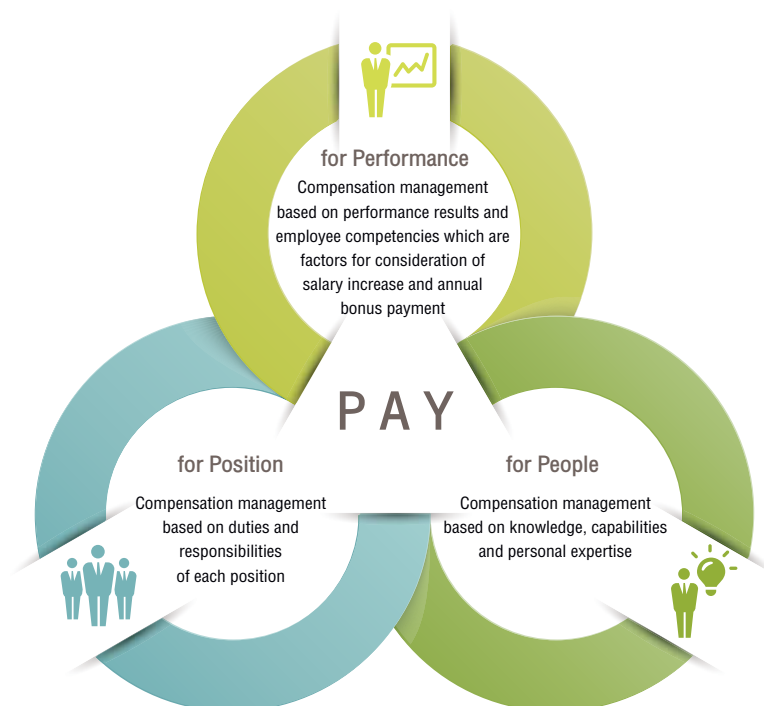 for Performance
Compensation management
based on performance results and
employee competencies which are
factors for consideration of
salary increase and annual
bonus payment
PAY
for Position
Compensation management
based on duties and
responsibilities
of each position
for People
Compensation management
based on knowledge, capabilities
and personal expertise